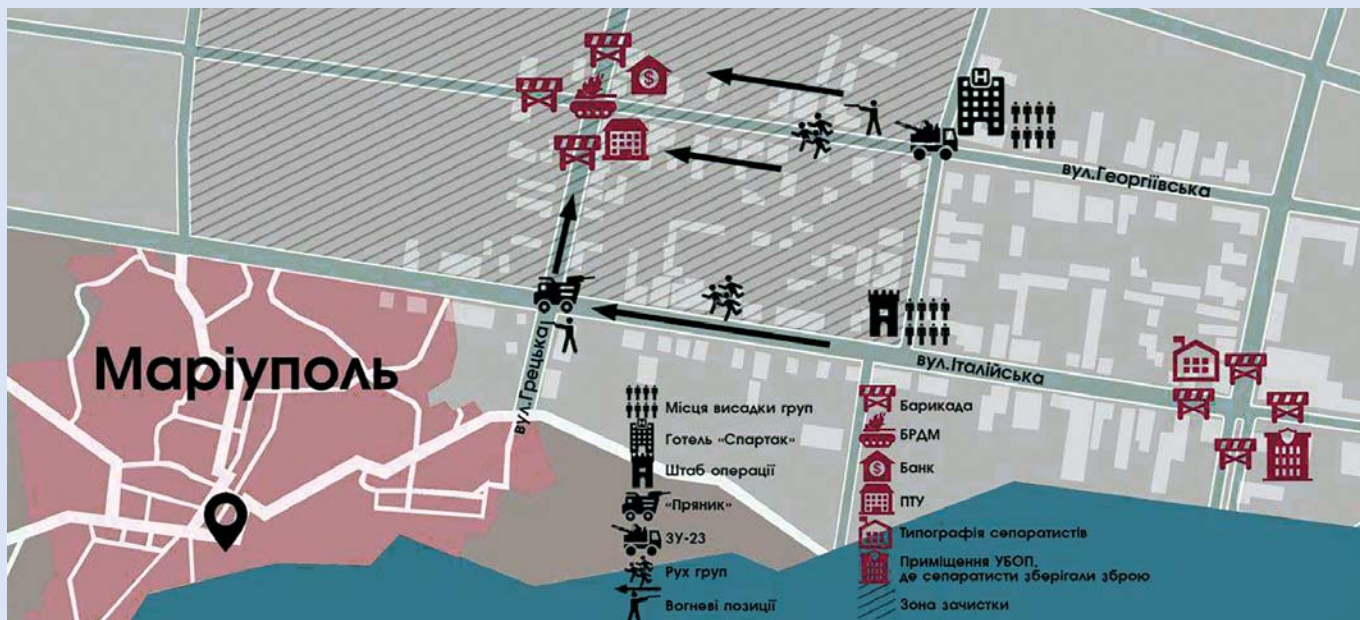 вул.Георгіївська
Маріуполь
вул.Грецька
вул.Італійська
Місця висадки груп
Готель «Спартак»
Штаб операції
"Пряник"
ЗУ-23
Рух груп
Вогневі позиції
Барикада
БРДМ
Банк
ПТУ
Типографія сепаратистів
Приміщення УБОП,
де сепаратисти зберігали зброю
Зона зачистки